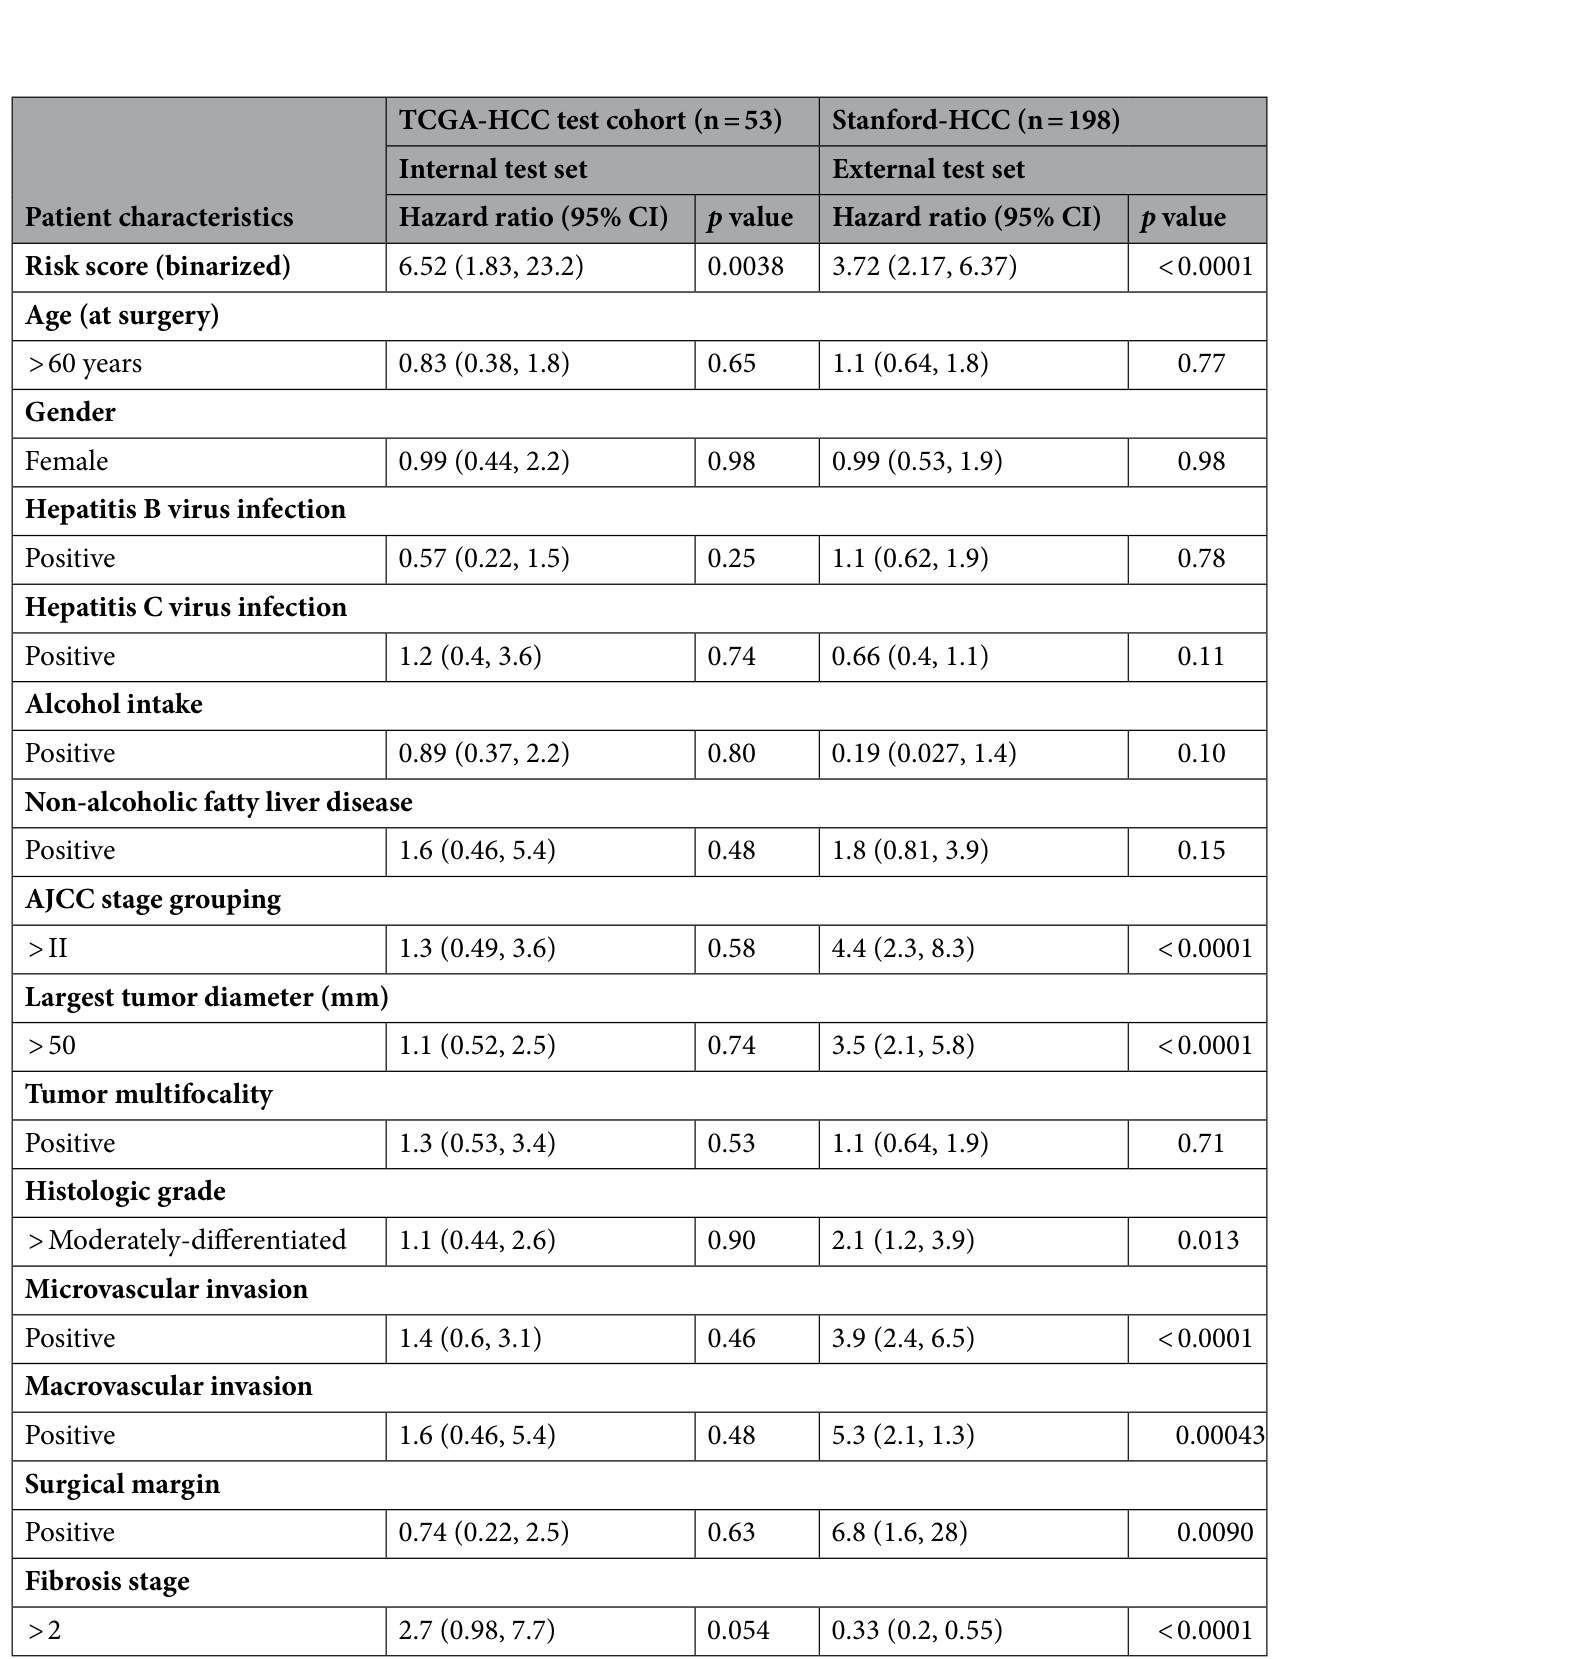 TCGA-HCC test cohort (n = 53) Stanford-HCC (n = 198)
Internal test set External test set
Patient characteristics Hazard ratio (95% CI) p value Hazard ratio (95% CI) p value
Risk score (binarized) 6.52 (1.83, 23.2) 0.0038 3.72 (2.17, 6.37) < 0.0001
Age (at surgery)
> 60 years 0.83 (0.38, 1.8) 0.65 1.1 (0.64, 1.8) 0.77
Gender
Female 0.99 (0.44, 2.2) 0.98 0.99 (0.53, 1.9) 0.98
Hepatitis B virus infection
Positive 0.57 (0.22, 1.5) 0.25 1.1 (0.62, 1.9) 0.78
Hepatitis C virus infection
Positive 1.2 (0.4, 3.6) 0.74 0.66 (0.4, 1.1) 0.11
Alcohol intake
Positive 0.89 (0.37, 2.2) 0.80 0.19 (0.027, 1.4) 0.10
Non-alcoholic fatty liver disease
Positive 1.6 (0.46, 5.4) 0.48 1.8 (0.81, 3.9) 0.15
AJCC stage grouping
> II 1.3 (0.49, 3.6) 0.58 4.4 (2.3, 8.3) < 0.0001
Largest tumor diameter (mm)
> 50 1.1 (0.52, 2.5) 0.74 3.5 (2.1, 5.8) < 0.0001
Tumor multifocality
Positive 1.3 (0.53, 3.4) 0.53 1.1 (0.64, 1.9) 0.71
Histologic grade
> Moderately-differentiated 1.1 (0.44, 2.6) 0.90 2.1 (1.2, 3.9) 0.013
Microvascular invasion
Positive 1.4 (0.6, 3.1) 0.46 3.9 (2.4, 6.5) < 0.0001
Macrovascular invasion
Positive 1.6 (0.46, 5.4) 0.48 5.3 (2.1, 1.3) 0.00043
Surgical margin
Positive 0.74 (0.22, 2.5) 0.63 6.8 (1.6, 28) 0.0090
Fibrosis stage
> 2 2.7 (0.98, 7.7) 0.054 0.33 (0.2, 0.55) < 0.0001